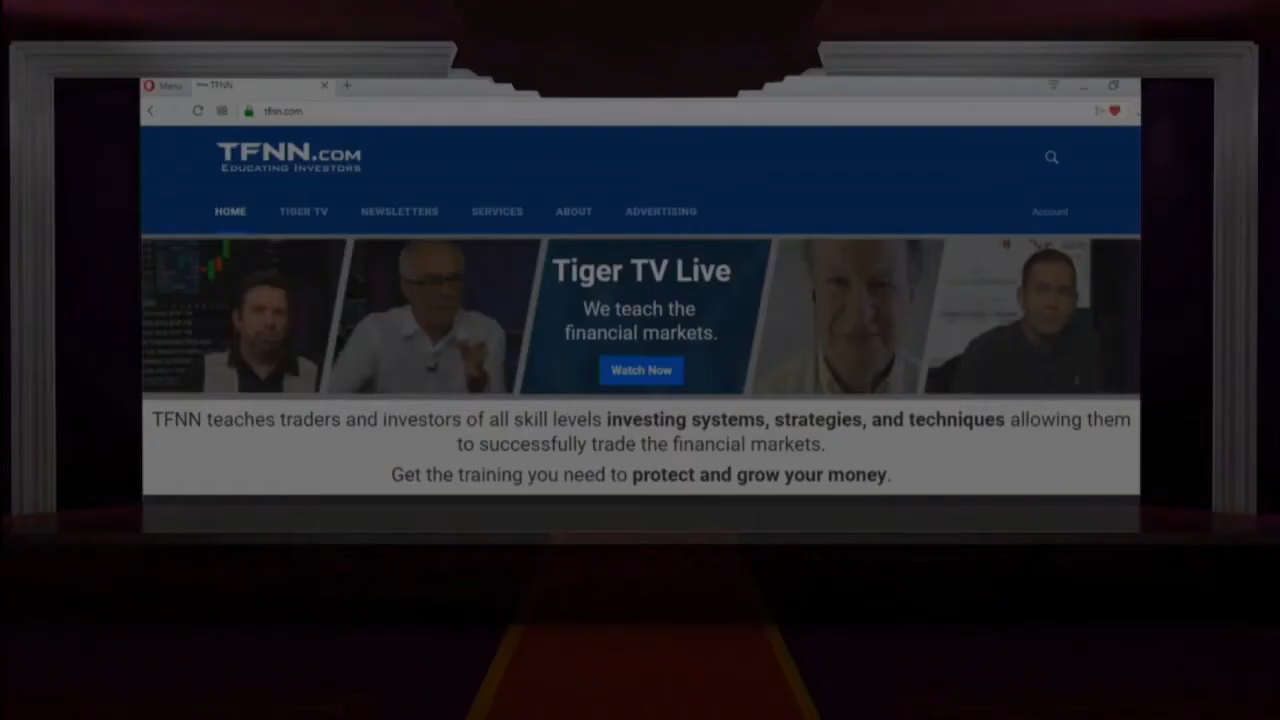 Menu
TFNN
tfnn.com
TFNN.COM
EDUCATING INVESTORS
HOME TIGER TV NEWSLETTERS SERVICES ABOUT ADVERTISING Account
Tiger TV Live
We teach the
financial markets.
Watch Now
TFNN teaches traders and investors of all skill levels investing systems, strategies, and techniques allowing them
to successfully trade the financial markets.
Get the training you need to protect and grow your money.